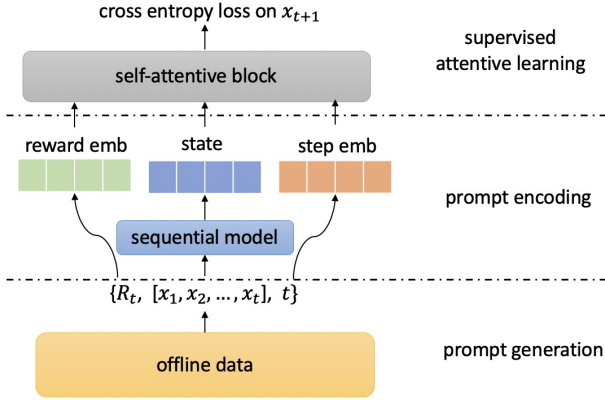 cross entropy loss on $x_{t+1}$
supervised
attentive learning
self-attentive block
reward emb
state
step emb
prompt encoding
sequential model
$\{R_t, [x_1, x_2, \ldots, x_t], t\}$
offline data
prompt generation